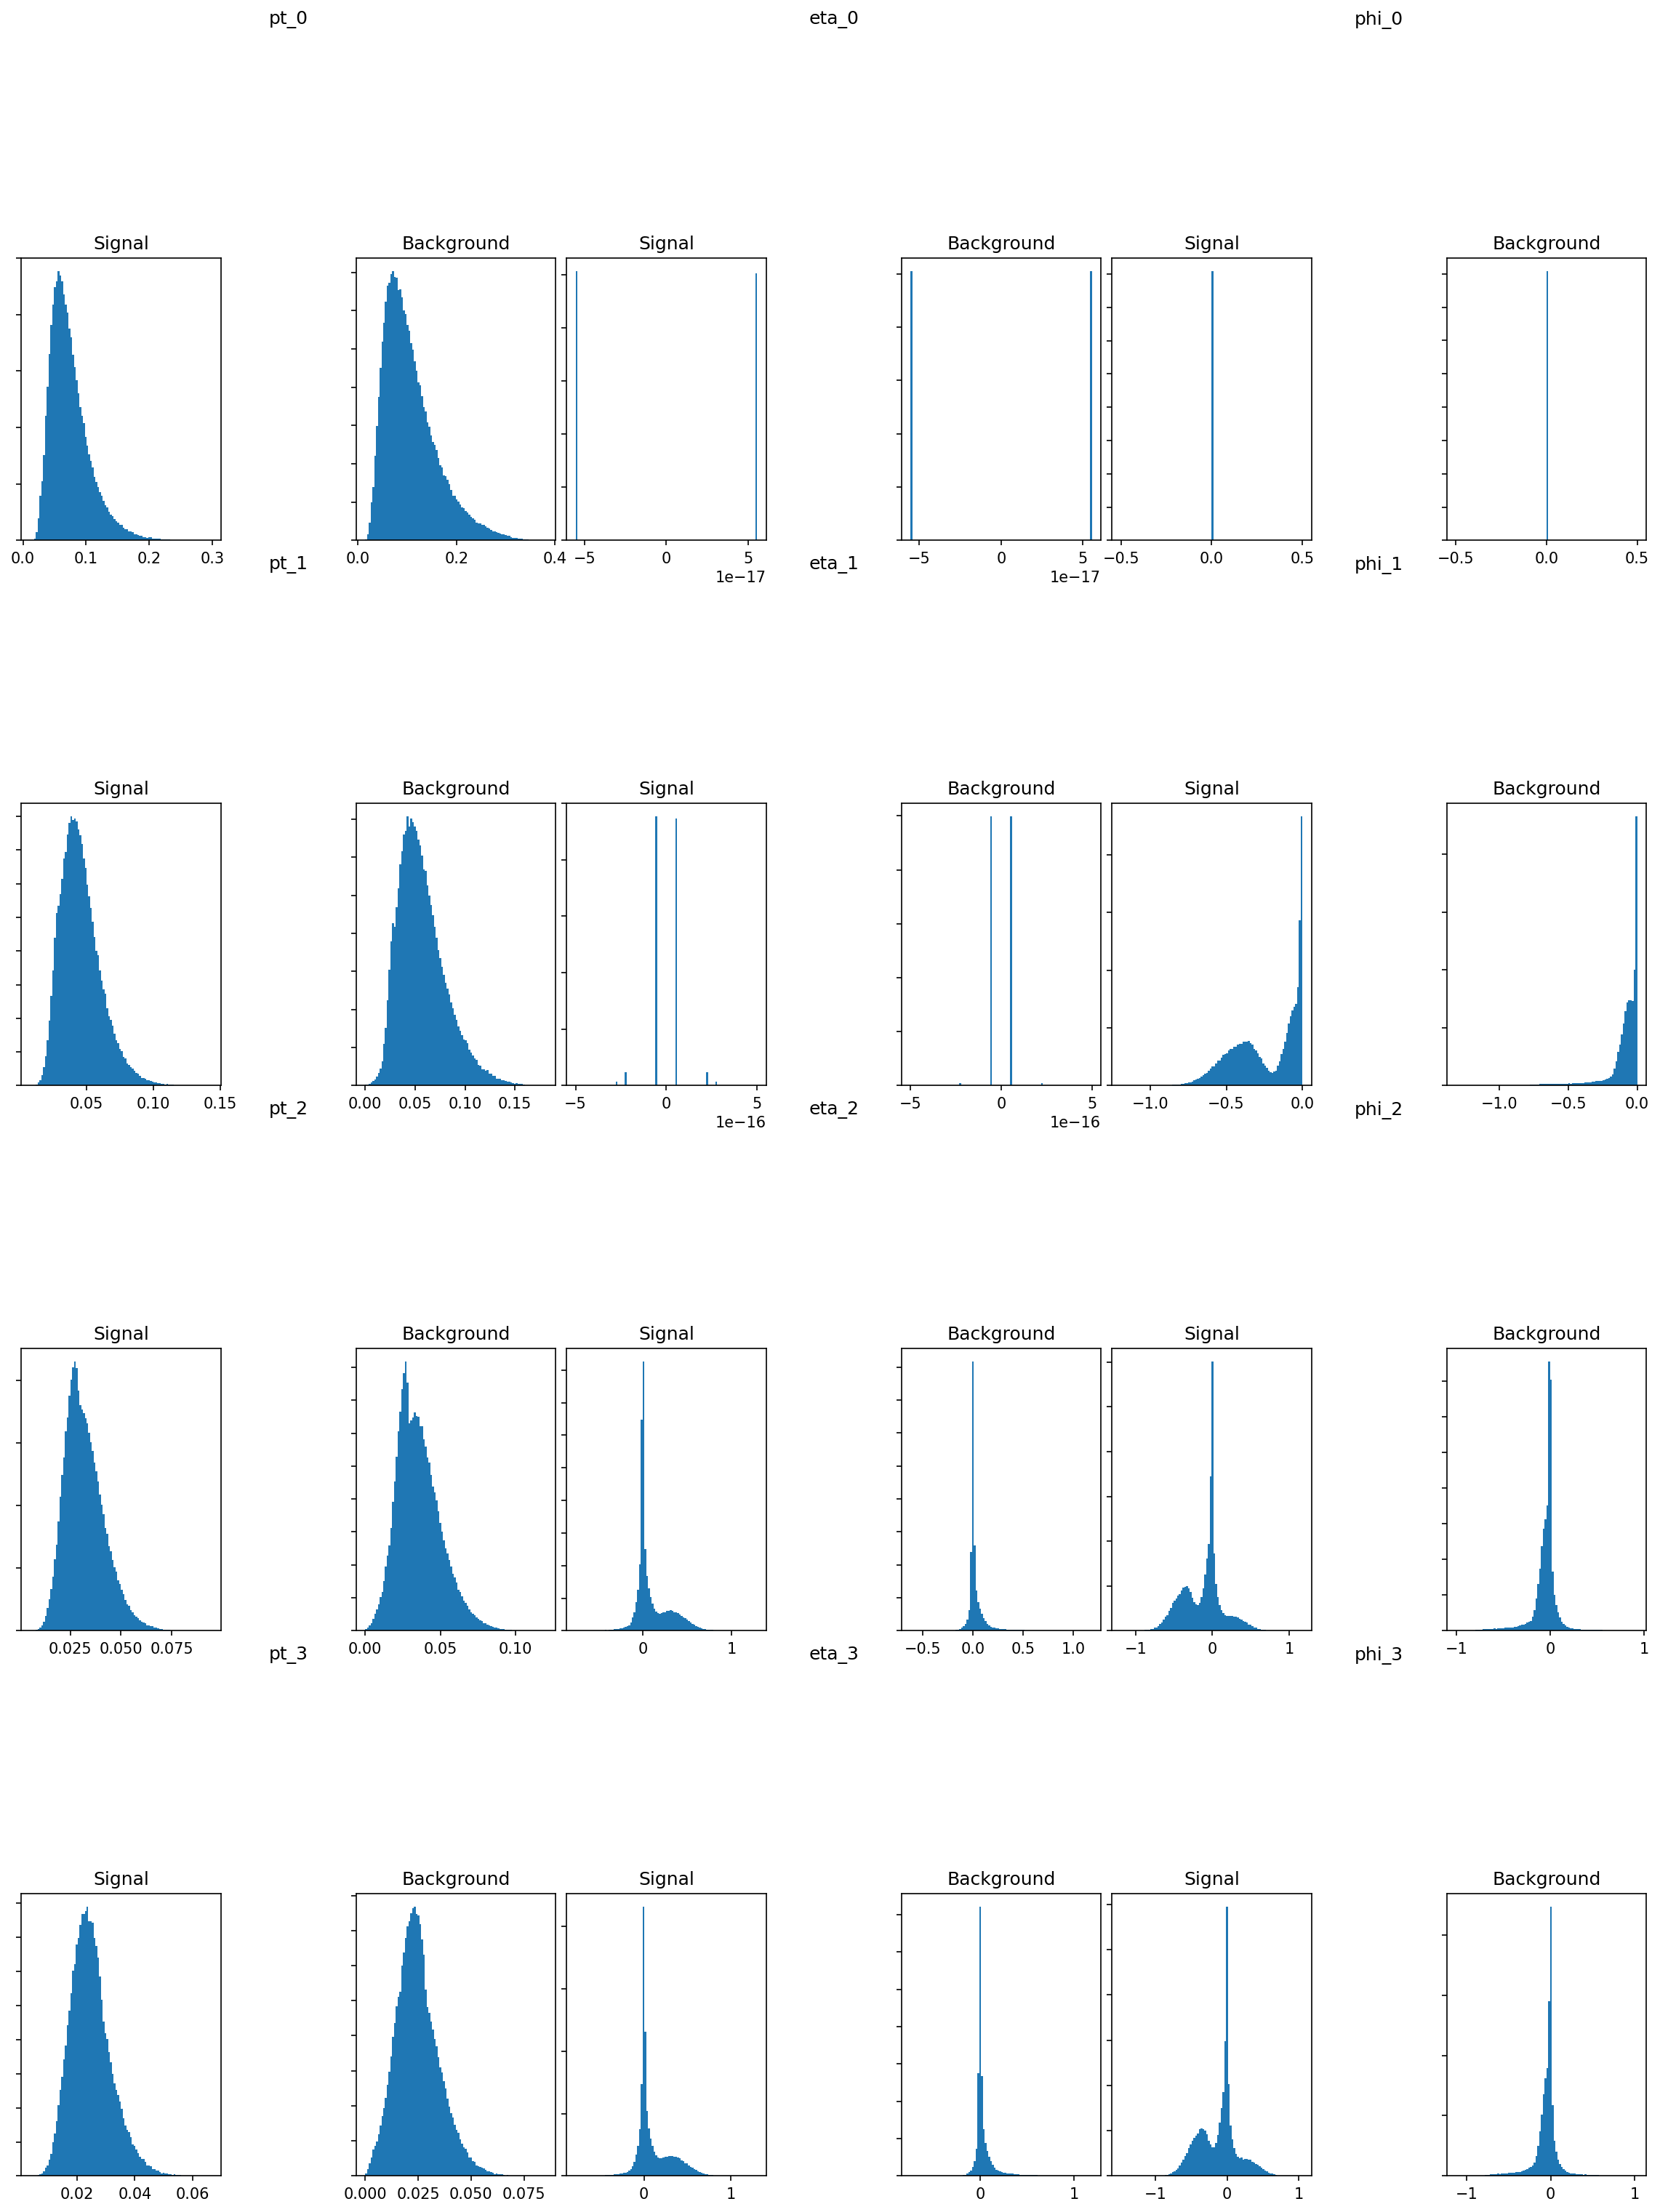 pt_0 eta_0 phi_0
Signal Background Signal Background Signal Background
0.0 0.1 0.2 0.3 0.0 0.2 0.4 −5 0 5 −5 0 5 −0.5 0.0 0.5 −0.5 0.0 0.5
1e−17 1e−17
pt_1 eta_1 phi_1
Signal Background Signal Background Signal Background
0.05 0.10 0.15 0.00 0.05 0.10 0.15 −5 0 5 −5 0 5 −1.0 −0.5 0.0 −1.0 −0.5 0.0
1e−16 1e−16
pt_2 eta_2 phi_2
Signal Background Signal Background Signal Background
0.025 0.050 0.075 0.00 0.05 0.10 0 1 −0.5 0.0 0.5 1.0 −1 0 1 −1 0 1
pt_3 eta_3 phi_3
Signal Background Signal Background Signal Background
0.02 0.04 0.06 0.000 0.025 0.050 0.075 0 1 0 1 −1 0 1 −1 0 1